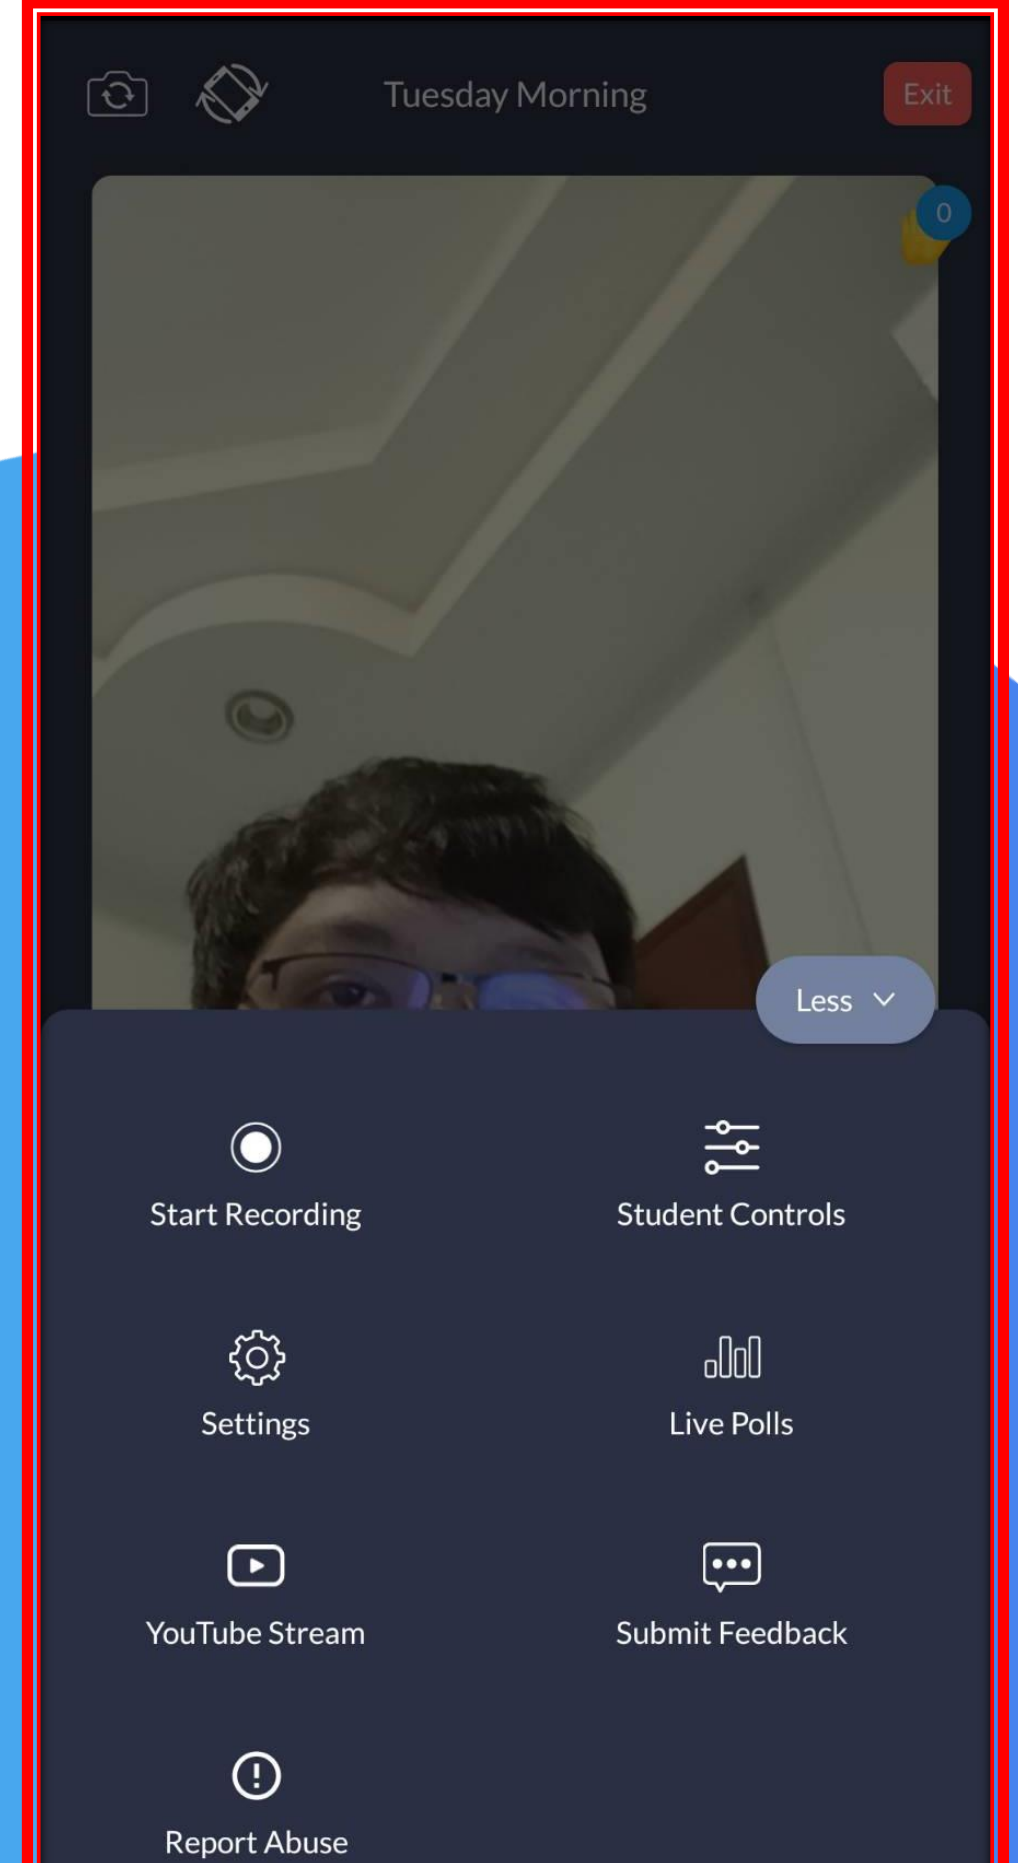 Tuesday Morning
Exit
0
Less
Start Recording
Student Controls
Settings
Live Polls
YouTube Stream
Submit Feedback
Report Abuse